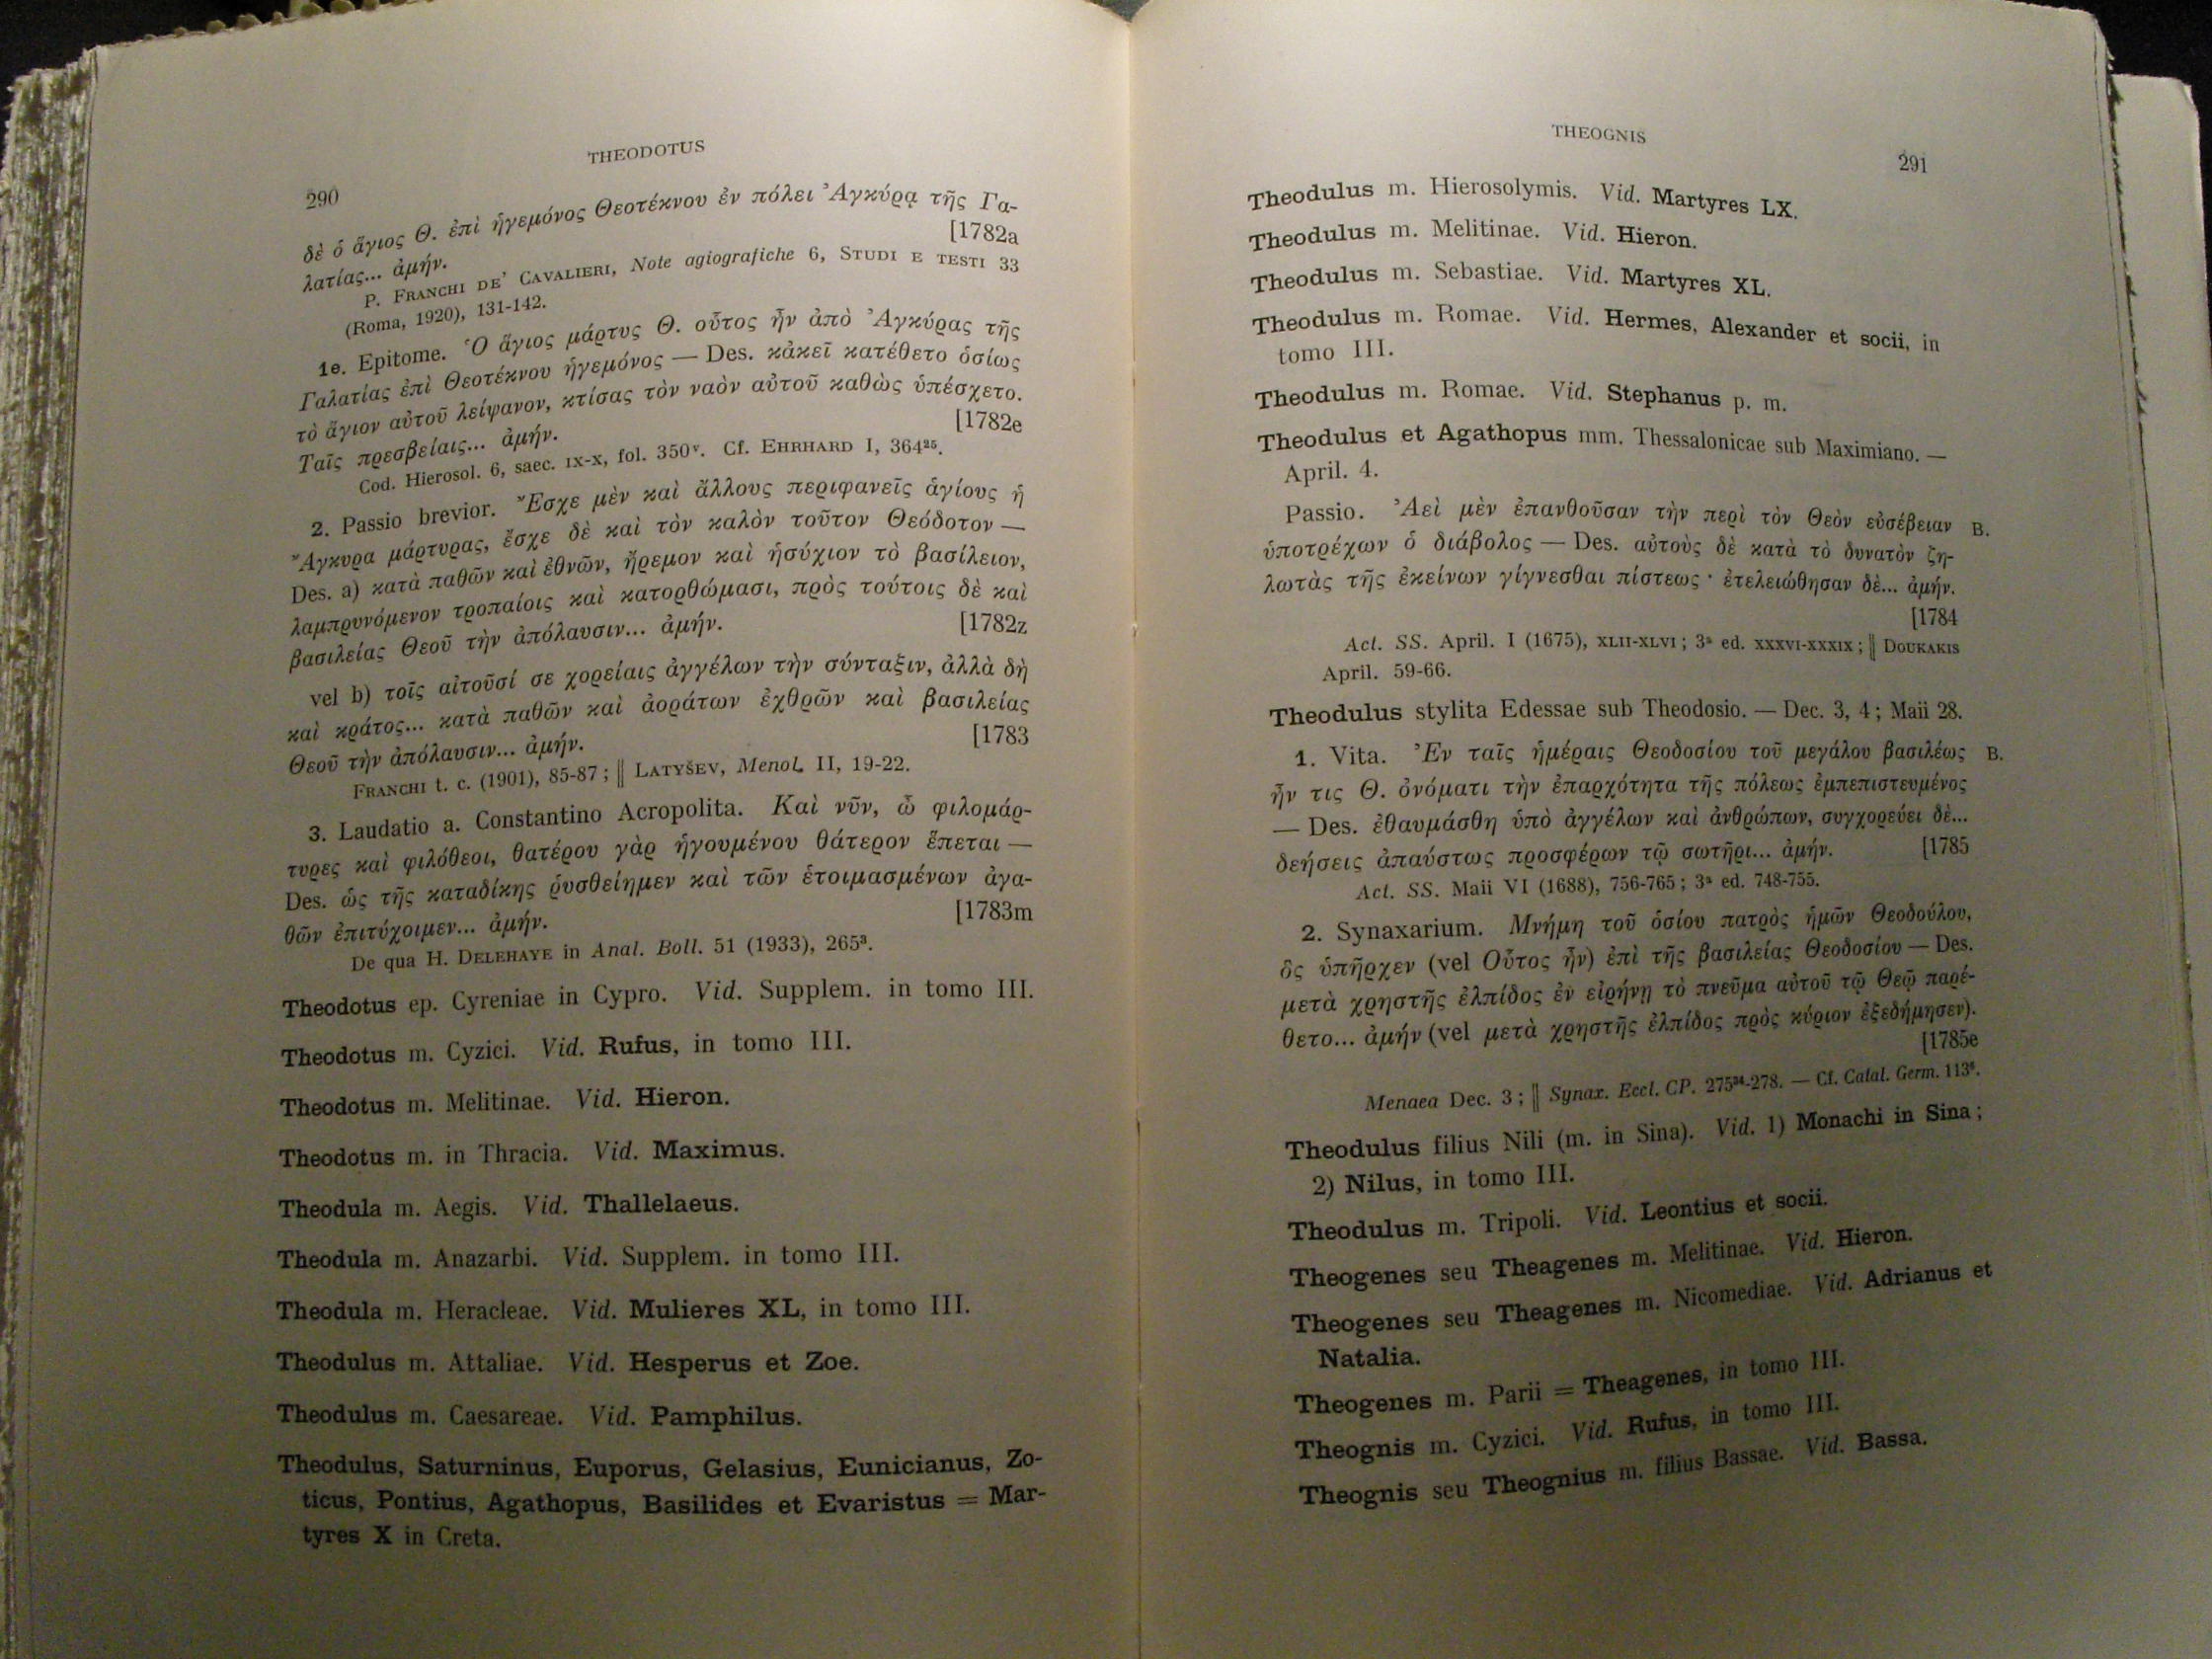 THEODOTUS
290
δὲ ὁ ἅγιος Θ. ἐπὶ ἡγεμόνος Θεοτέκνου ἐν πόλει Ἀγκύρᾳ τῆς Γα-
λατίας... ἀμήν. [1782a
P. FRANCHI DE' CAVALIERI, Note agiografiche 6, STUDI E TESTI 33
(Roma, 1920), 131-142.
1e. Epitome. Ὁ ἅγιος μάρτυς Θ. οὗτος ἦν ἀπὸ Ἀγκύρας τῆς
Γαλατίας ἐπὶ Θεοτέκνου ἡγεμόνος — Des. κἀκεῖ κατέθετο ὁσίως
τὸ ἅγιον αὐτοῦ λείψανον, κτίσας τὸν ναὸν αὐτοῦ καθὼς ὑπέσχετο.
Ταῖς πρεσβείαις... ἀμήν. [1782e
Cod. Hierosol. 6, saec. IX-X, fol. 350ᵛ. Cf. EHRHARD I, 364²⁵.
2. Passio brevior. Ἔσχε μὲν καὶ ἄλλους περιφανεῖς ἁγίους ἡ
Ἄγκυρα μάρτυρας, ἔσχε δὲ καὶ τὸν καλὸν τοῦτον Θεόδοτον —
Des. a) κατὰ παθῶν καὶ ἐθνῶν, ἤρεμον καὶ ἡσύχιον τὸ βασίλειον,
λαμπρυνόμενον τροπαίοις καὶ κατορθώμασι, πρὸς τούτοις δὲ καὶ
βασιλείας Θεοῦ τὴν ἀπόλαυσιν... ἀμήν. [1782z
vel b) τοῖς αἰτοῦσί σε χορείαις ἀγγέλων τὴν σύνταξιν, ἀλλὰ δὴ
καὶ κράτος... κατὰ παθῶν καὶ ἀοράτων ἐχθρῶν καὶ βασιλείας
Θεοῦ τὴν ἀπόλαυσιν... ἀμήν. [1783
FRANCHI t. c. (1901), 85-87; || LATYŠEV, Menol. II, 19-22.
3. Laudatio a. Constantino Acropolita. Καὶ νῦν, ὦ φιλομάρ-
τυρες καὶ φιλόθεοι, θατέρου γὰρ ἡγουμένου θάτερον ἕπεται —
Des. ὡς τῆς καταδίκης ῥυσθείημεν καὶ τῶν ἑτοιμασμένων ἀγα-
θῶν ἐπιτύχοιμεν... ἀμήν. [1783m
De qua H. DELEHAYE in Anal. Boll. 51 (1933), 265³.
Theodotus ep. Cyreniae in Cypro. Vid. Supplem. in tomo III.
Theodotus m. Cyzici. Vid. Rufus, in tomo III.
Theodotus m. Melitinae. Vid. Hieron.
Theodotus m. in Thracia. Vid. Maximus.
Theodula m. Aegis. Vid. Thallelaeus.
Theodula m. Anazarbi. Vid. Supplem. in tomo III.
Theodula m. Heracleae. Vid. Mulieres XL, in tomo III.
Theodulus m. Attaliae. Vid. Hesperus et Zoe.
Theodulus m. Caesareae. Vid. Pamphilus.
Theodulus, Saturninus, Euporus, Gelasius, Eunicianus, Zo-
ticus, Pontius, Agathopus, Basilides et Evaristus = Mar-
tyres X in Creta.
THEOGNIS
291
Theodulus m. Hierosolymis. Vid. Martyres LX.
Theodulus m. Melitinae. Vid. Hieron.
Theodulus m. Sebastiae. Vid. Martyres XL.
Theodulus m. Romae. Vid. Hermes, Alexander et socii, in
tomo III.
Theodulus m. Romae. Vid. Stephanus p. m.
Theodulus et Agathopus mm. Thessalonicae sub Maximiano. —
April. 4.
Passio. Ἀεὶ μὲν ἐπανθοῦσαν τὴν περὶ τὸν Θεὸν εὐσέβειαν B.
ὑποτρέχων ὁ διάβολος — Des. αὐτοὺς δὲ κατὰ τὸ δυνατὸν ζη-
λωτὰς τῆς ἐκείνων γίγνεσθαι πίστεως· ἐτελειώθησαν δὲ... ἀμήν.
[1784
Act. SS. April. I (1675), XLII-XLVI; 3ᵃ ed. XXXVI-XXXIX; || DOUKAKIS
April. 59-66.
Theodulus stylita Edessae sub Theodosio. — Dec. 3, 4; Maii 28.
1. Vita. Ἐν ταῖς ἡμέραις Θεοδοσίου τοῦ μεγάλου βασιλέως B.
ἦν τις Θ. ὀνόματι τὴν ἐπαρχότητα τῆς πόλεως ἐμπεπιστευμένος
— Des. ἐθαυμάσθη ὑπὸ ἀγγέλων καὶ ἀνθρώπων, συγχορεύει δὲ...
δεήσεις ἀπαύστως προσφέρων τῷ σωτῆρι... ἀμήν. [1785
Act. SS. Maii VI (1688), 756-765; 3ᵃ ed. 748-755.
2. Synaxarium. Μνήμη τοῦ ὁσίου πατρὸς ἡμῶν Θεοδούλου,
ὃς ὑπῆρχεν (vel Οὗτος ἦν) ἐπὶ τῆς βασιλείας Θεοδοσίου — Des.
μετὰ χρηστῆς ἐλπίδος ἐν εἰρήνῃ τὸ πνεῦμα αὐτοῦ τῷ Θεῷ παρέ-
θετο... ἀμήν (vel μετὰ χρηστῆς ἐλπίδος πρὸς κύριον ἐξεδήμησεν).
[1785e
Menaea Dec. 3; || Synax. Eccl. CP. 275²⁴-278. — Cf. Catal. Germ. 113⁶.
Theodulus filius Nili (m. in Sina). Vid. 1) Monachi in Sina;
2) Nilus, in tomo III.
Theodulus m. Tripoli. Vid. Leontius et socii.
Theogenes seu Theagenes m. Melitinae. Vid. Hieron.
Theogenes seu Theagenes m. Nicomediae. Vid. Adrianus et
Natalia.
Theogenes m. Parii = Theagenes, in tomo III.
Theognis m. Cyzici. Vid. Rufus, in tomo III.
Theognis seu Theognius m. filius Bassae. Vid. Bassa.